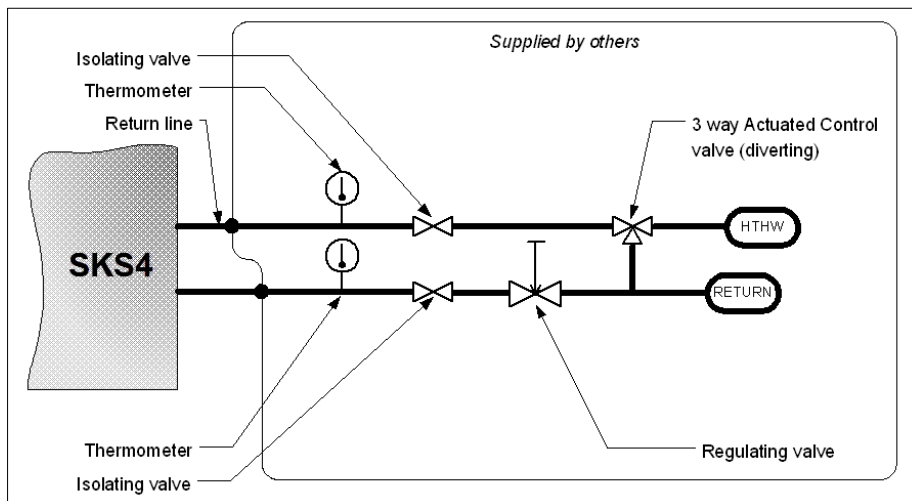 Supplied by others
Isolating valve
Thermometer
Return line
3 way Actuated Control
valve (diverting)
HTHW
SKS4
RETURN
Thermometer
Isolating valve
Regulating valve